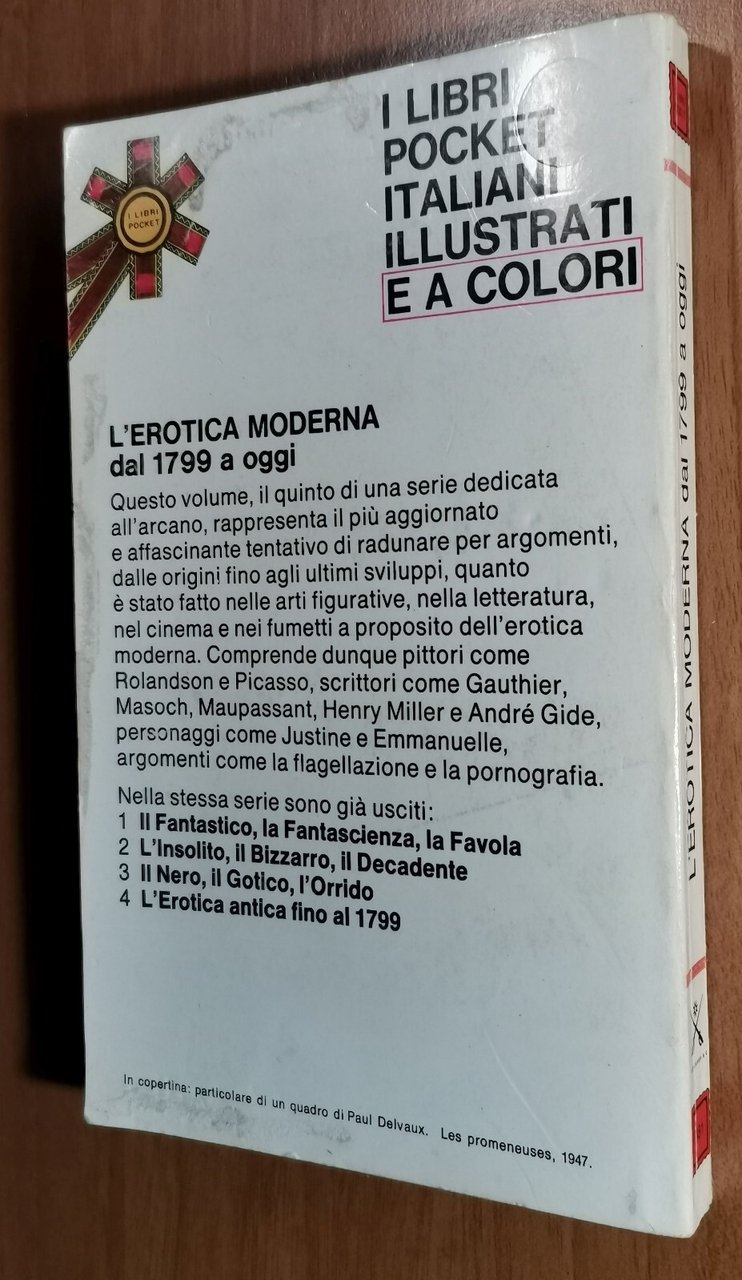 I LIBRI
POCKET
I LIBRI
POCKET
ITALIANI
ILLUSTRATI
E A COLORI
L'EROTICA MODERNA
dal 1799 a oggi
Questo volume, il quinto di una serie dedicata
all'arcano, rappresenta il più aggiornato
e affascinante tentativo di radunare per argomenti,
dalle origini fino agli ultimi sviluppi, quanto
è stato fatto nelle arti figurative, nella letteratura,
nel cinema e nei fumetti a proposito dell'erotica
moderna. Comprende dunque pittori come
Rolandson e Picasso, scrittori come Gauthier,
Masoch, Maupassant, Henry Miller e André Gide,
personaggi come Justine e Emmanuelle,
argomenti come la flagellazione e la pornografia.
Nella stessa serie sono già usciti:
1 Il Fantastico, la Fantascienza, la Favola
2 L'Insolito, il Bizzarro, il Decadente
3 Il Nero, il Gotico, l'Orrido
4 L'Erotica antica fino al 1799
In copertina: particolare di un quadro di Paul Delvaux. Les promeneuses, 1947.
L'EROTICA MODERNA dal 1799 a oggi